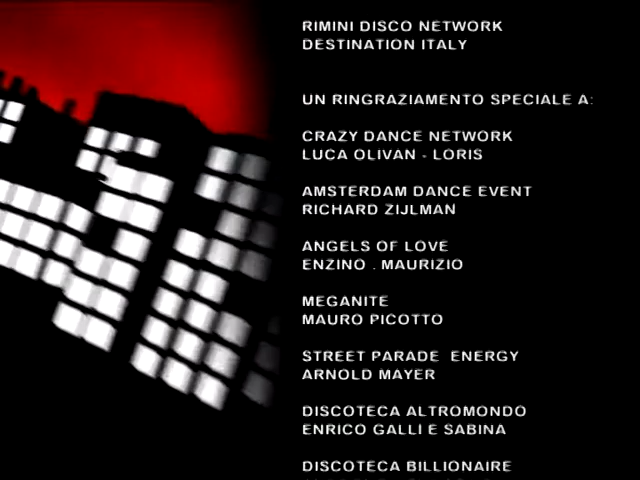 RIMINI DISCO NETWORK
DESTINATION ITALY
UN RINGRAZIAMENTO SPECIALE A:
CRAZY DANCE NETWORK
LUCA OLIVAN - LORIS
AMSTERDAM DANCE EVENT
RICHARD ZIJLMAN
ANGELS OF LOVE
ENZINO . MAURIZIO
MEGANITE
MAURO PICOTTO
STREET PARADE ENERGY
ARNOLD MAYER
DISCOTECA ALTROMONDO
ENRICO GALLI E SABINA
DISCOTECA BILLIONAIRE